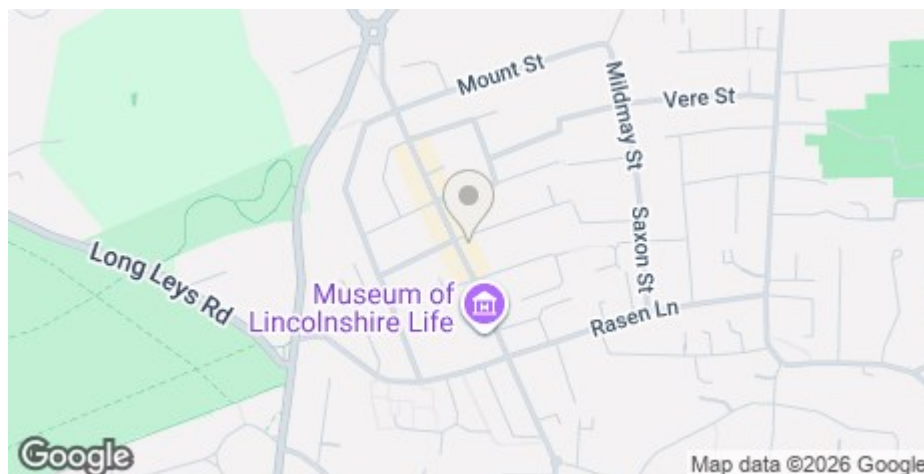 Mount St
Mildmay St
Vere St
Saxon St
Long Leys Rd
Museum of
Lincolnshire Life
Rasen Ln
Google
Map data ©2026 Google